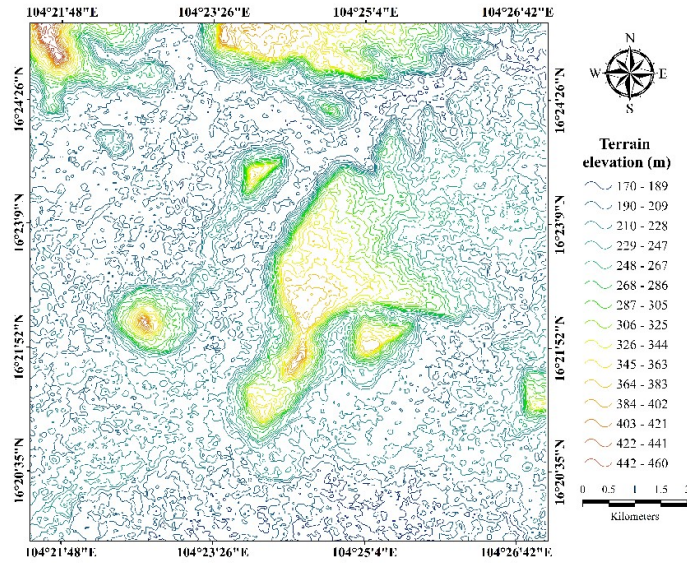 104°21'48"E 104°23'26"E 104°25'4"E 104°26'42"E
N
W E
S
16°24'26"N 16°24'26"N
16°23'9"N 16°23'9"N
16°21'52"N 16°21'52"N
16°20'35"N 16°20'35"N
Terrain
elevation (m)
170 - 189
190 - 209
210 - 228
229 - 247
248 - 267
268 - 286
287 - 305
306 - 325
326 - 344
345 - 363
364 - 383
384 - 402
403 - 421
422 - 441
442 - 460
0 0.5 1 1.5 2
Kilometers
104°21'48"E 104°23'26"E 104°25'4"E 104°26'42"E